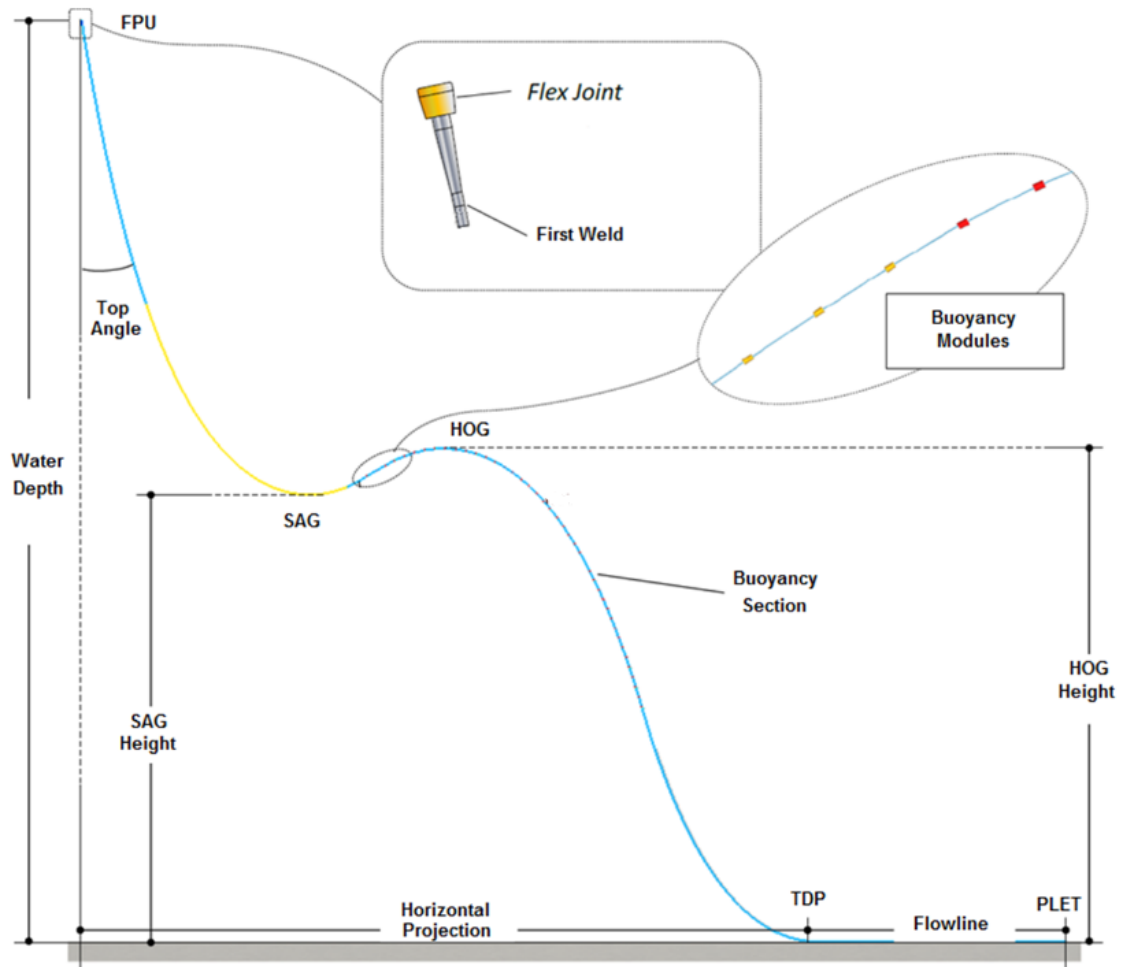 FPU
Flex Joint
First Weld
Top
Angle
Buoyancy
Modules
HOG
Water
Depth
SAG
Buoyancy
Section
HOG
Height
SAG
Height
TDP
PLET
Horizontal
Projection
Flowline